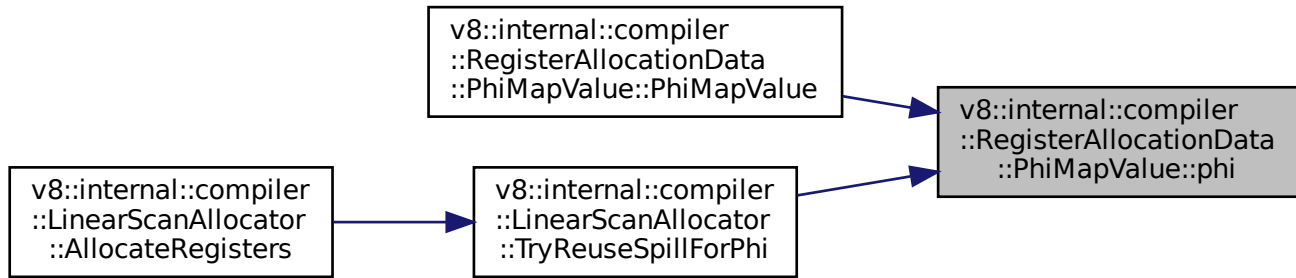 v8::internal::compiler
::RegisterAllocationData
::PhiMapValue::PhiMapValue
v8::internal::compiler
::RegisterAllocationData
::PhiMapValue::phi
v8::internal::compiler
::LinearScanAllocator
::AllocateRegisters
v8::internal::compiler
::LinearScanAllocator
::TryReuseSpillForPhi